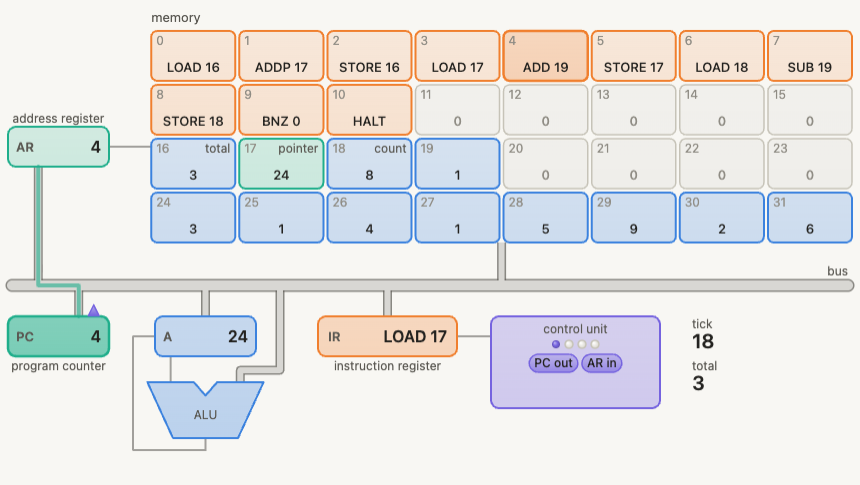 memory
0 1 2 3 4 5 6 7
LOAD 16 ADDP 17 STORE 16 LOAD 17 ADD 19 STORE 17 LOAD 18 SUB 19
8 9 10 11 12 13 14 15
STORE 18 BNZ 0 HALT 0 0 0 0 0
address register
AR 4
16 total 17 pointer 18 count 19 20 21 22 23
3 24 8 1 0 0 0 0
24 25 26 27 28 29 30 31
3 1 4 1 5 9 2 6
bus
PC 4
program counter
A 24
ALU
IR LOAD 17
instruction register
control unit
PC out AR in
tick
18
total
3